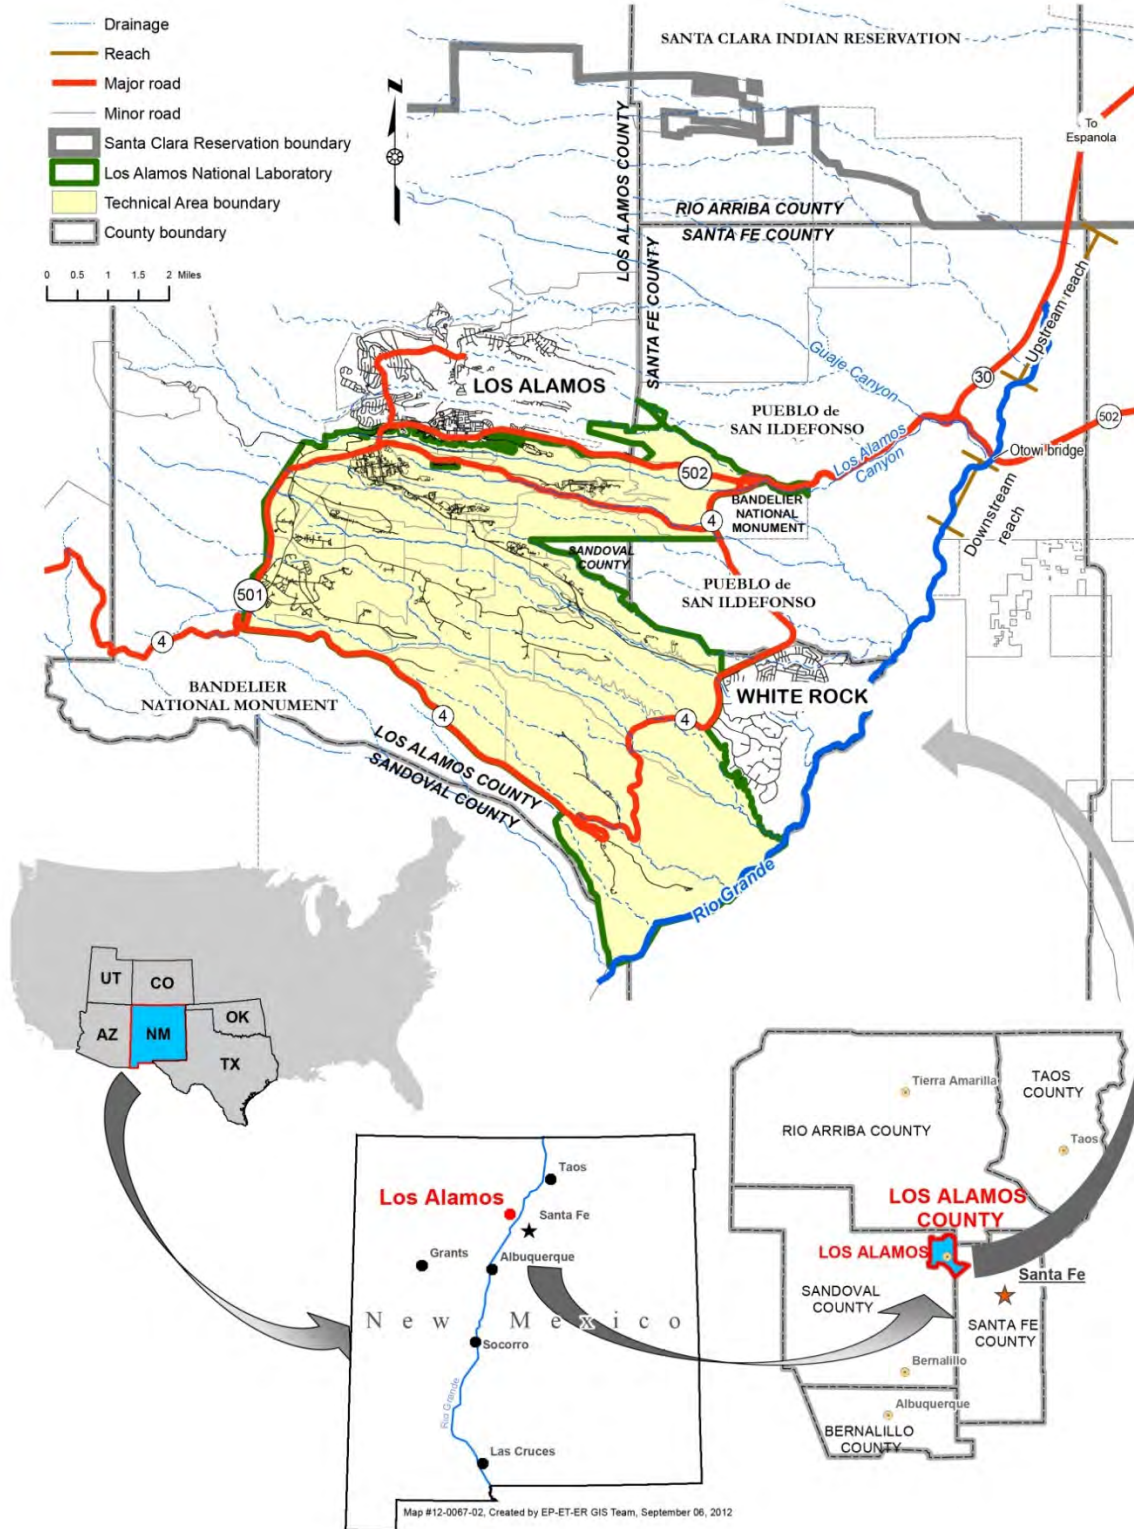 Drainage
Reach
Major road
Minor road
Santa Clara Reservation boundary
Los Alamos National Laboratory
Technical Area boundary
County boundary
0 0.5 1 1.5 2 Miles
N
SANTA CLARA INDIAN RESERVATION
To
Espanola
LOS ALAMOS COUNTY
RIO ARRIBA COUNTY
SANTA FE COUNTY
SANTA FE COUNTY
Upstream reach
Guaje Canyon
30
LOS ALAMOS
PUEBLO de
SAN ILDEFONSO
502
Los Alamos
Canyon
Otowi bridge
502
BANDELIER
NATIONAL
MONUMENT
Downstream
reach
4
SANDOVAL
COUNTY
PUEBLO de
SAN ILDEFONSO
501
4
BANDELIER
NATIONAL MONUMENT
WHITE ROCK
4
4
LOS ALAMOS COUNTY
SANDOVAL COUNTY
Rio Grande
UT
CO
AZ
NM
OK
TX
Tierra Amarilla
TAOS
COUNTY
RIO ARRIBA COUNTY
Taos
LOS ALAMOS
COUNTY
LOS ALAMOS
Santa Fe
SANDOVAL
COUNTY
SANTA FE
COUNTY
Bernalillo
Albuquerque
BERNALILLO
COUNTY
Taos
Los Alamos
Santa Fe
Grants
Albuquerque
New Mexico
Socorro
Rio Grande
Las Cruces
Map #12-0067-02, Created by EP-ET-ER GIS Team, September 06, 2012